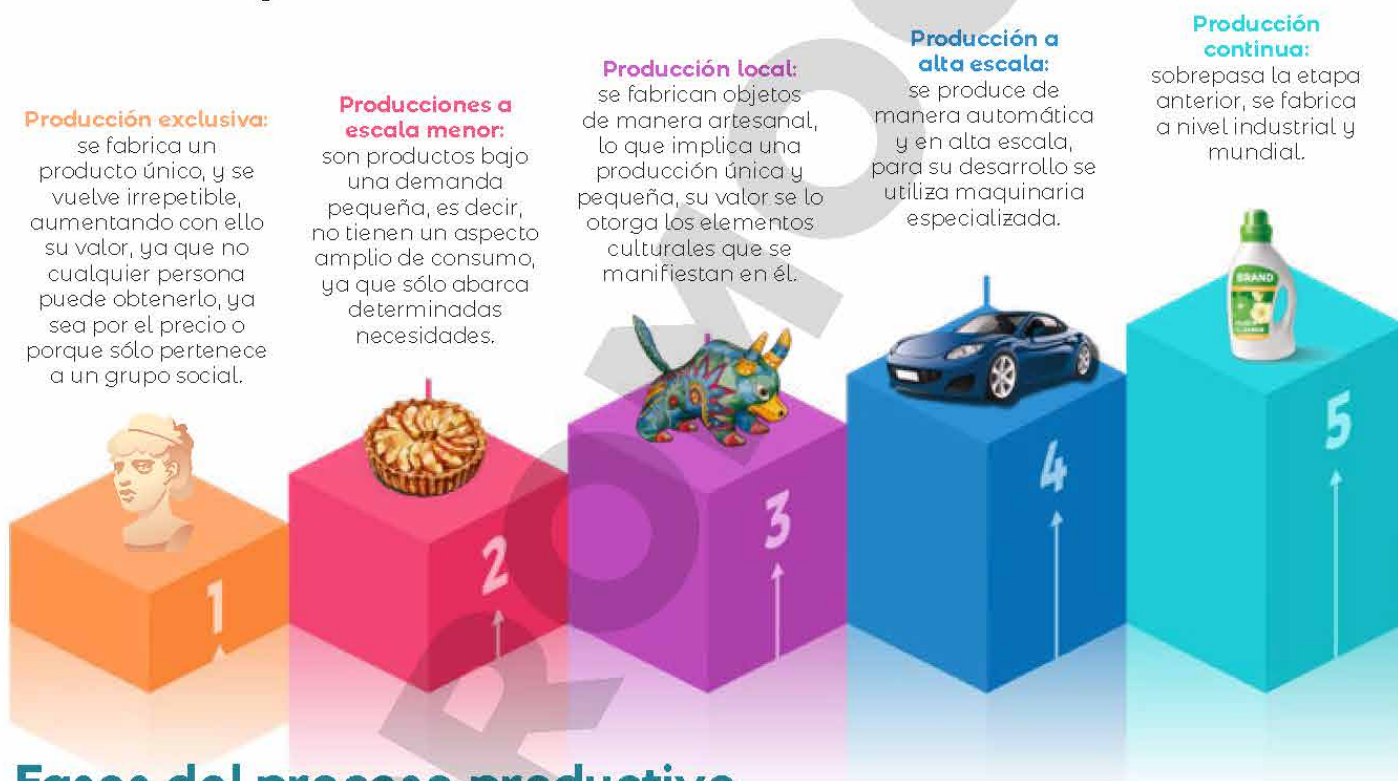 Producción exclusiva:
se fabrica un
producto único, y se
vuelve irrepetible,
aumentando con ello
su valor, ya que no
cualquier persona
puede obtenerlo, ya
sea por el precio o
porque sólo pertenece
a un grupo social.
Producciones a
escala menor:
son productos bajo
una demanda
pequeña, es decir,
no tienen un aspecto
amplio de consumo,
ya que sólo abarca
determinadas
necesidades.
Producción local:
se fabrican objetos
de manera artesanal,
lo que implica una
producción única y
pequeña, su valor se lo
otorga los elementos
culturales que se
manifiestan en él.
Producción a
alta escala:
se produce de
manera automática
y en alta escala,
para su desarrollo se
utiliza maquinaria
especializada.
Producción
continua:
sobrepasa la etapa
anterior, se fabrica
a nivel industrial y
mundial.
BRAND
1
2
3
4
5
Fases del proceso productivo